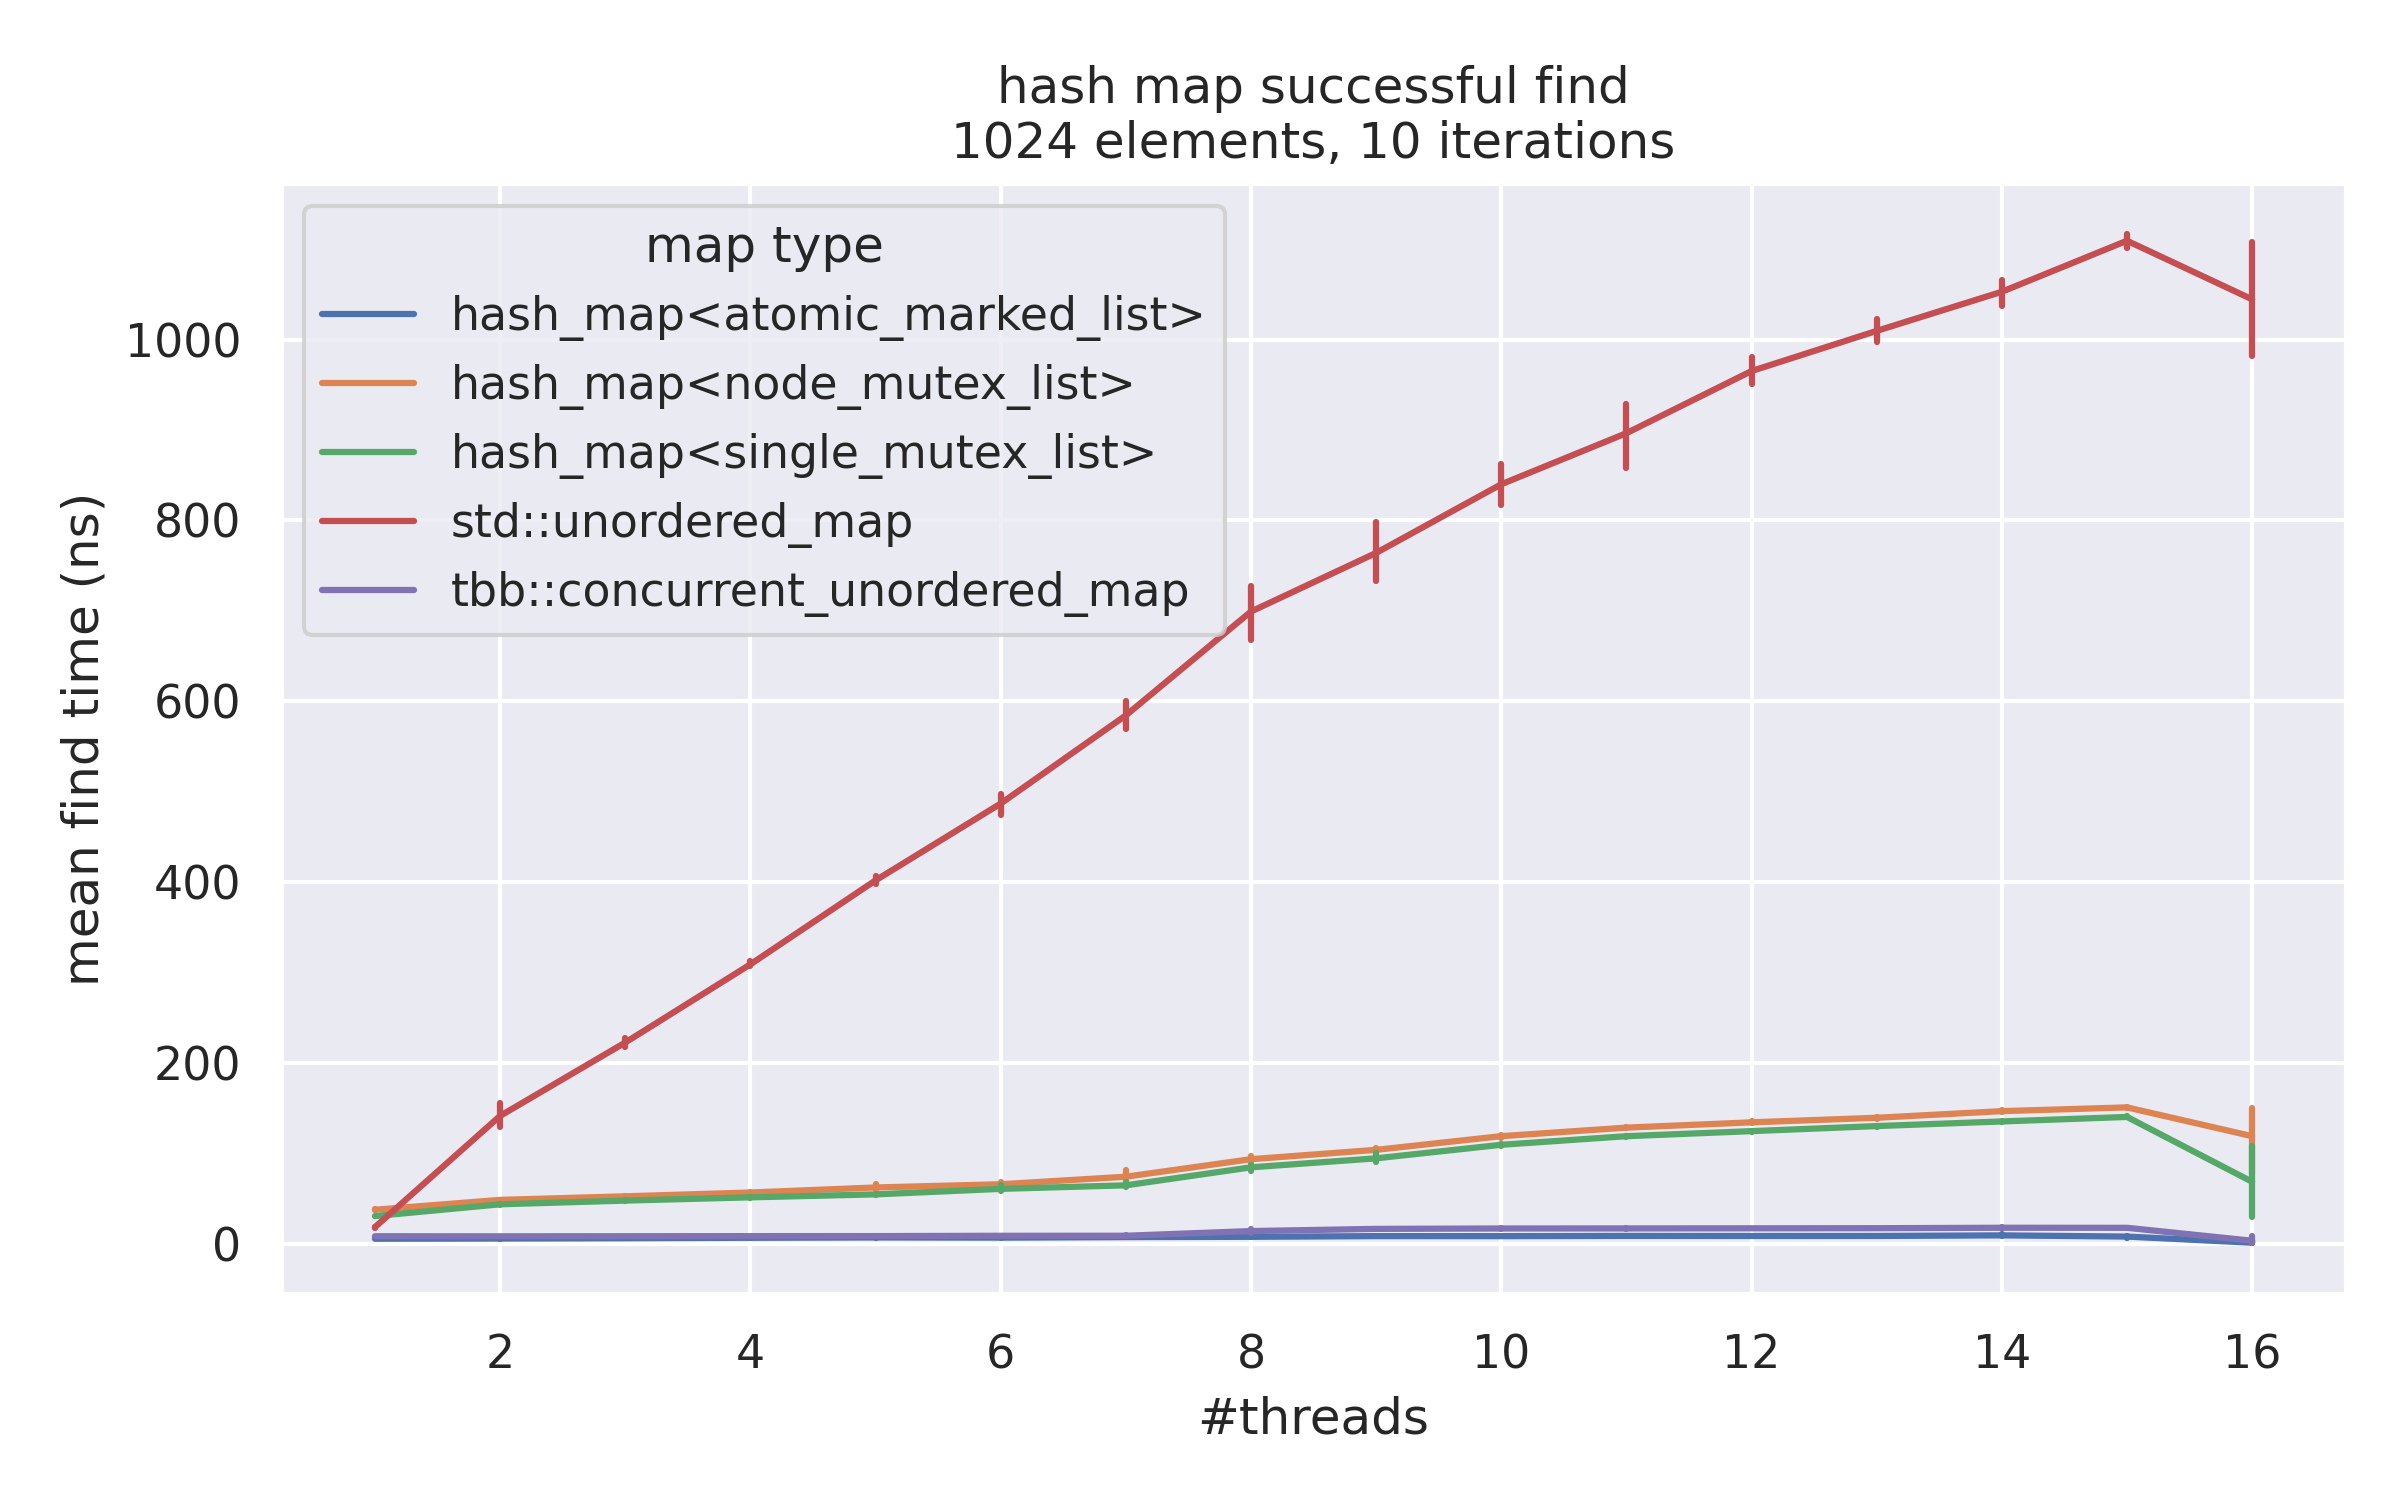 hash map successful find
1024 elements, 10 iterations
map type
hash_map<atomic_marked_list>
hash_map<node_mutex_list>
hash_map<single_mutex_list>
std::unordered_map
tbb::concurrent_unordered_map
mean find time (ns)
1000
800
600
400
200
0
2 4 6 8 10 12 14 16
#threads